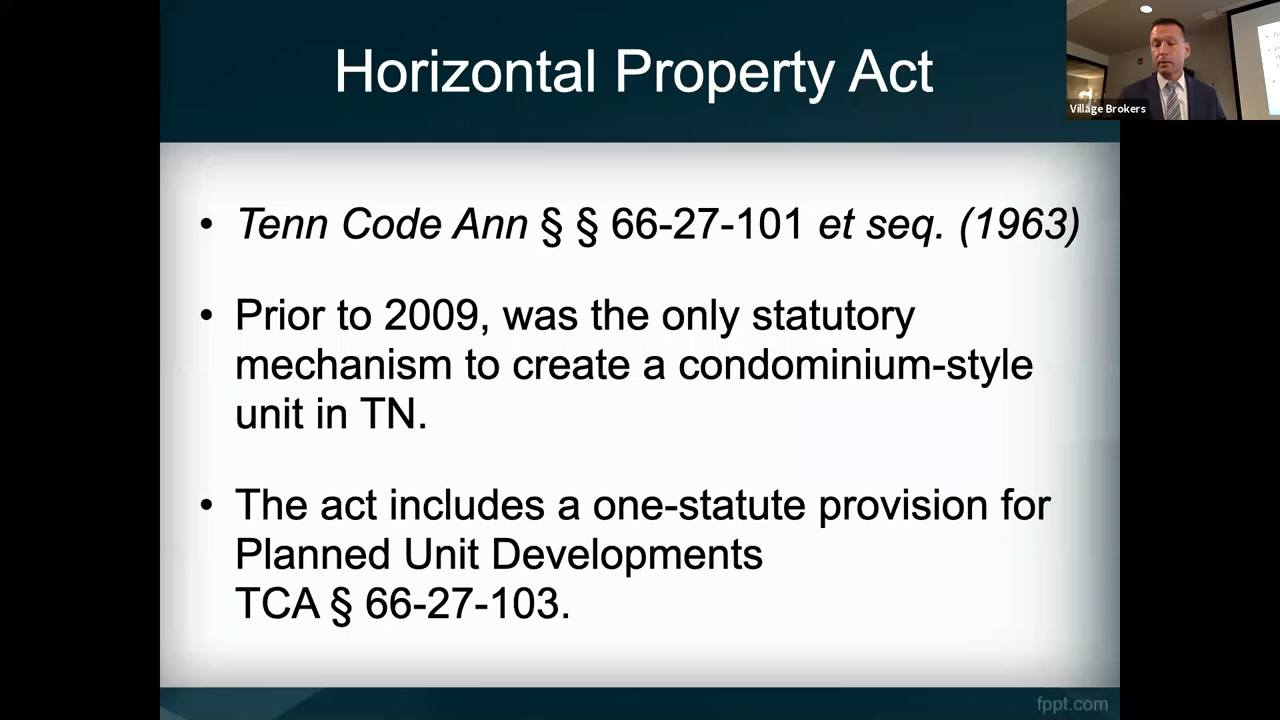 Horizontal Property Act
Village Brokers
• Tenn Code Ann § § 66-27-101 et seq. (1963)
• Prior to 2009, was the only statutory
mechanism to create a condominium-style
unit in TN.
• The act includes a one-statute provision for
Planned Unit Developments
TCA § 66-27-103.
fppt.com